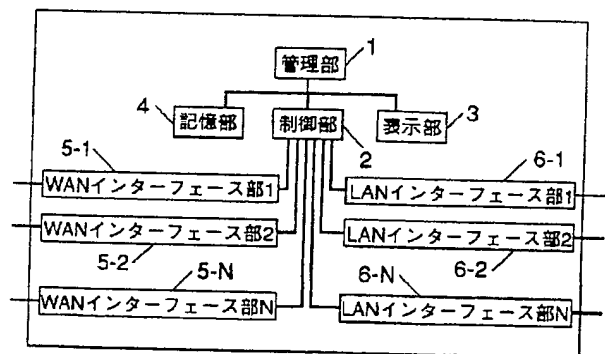 1
管理部
4
記憶部
制御部
表示部
3
2
5-1
6-1
WANインターフェース部1
LANインターフェース部1
WANインターフェース部2
LANインターフェース部2
5-2
6-2
5-N
6-N
WANインターフェース部N
LANインターフェース部N